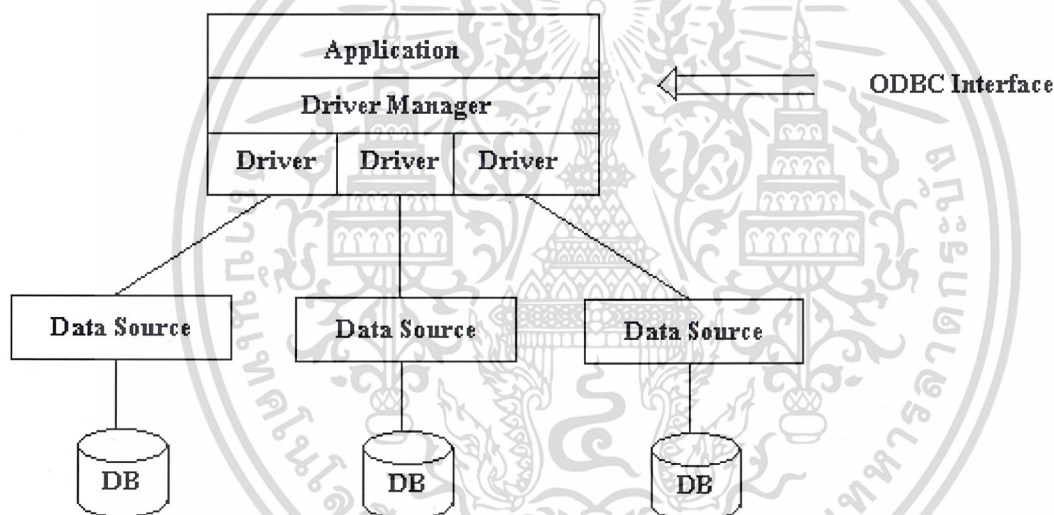 Application
Driver Manager
Driver Driver Driver
ODBC Interface
Data Source Data Source Data Source
DB DB DB